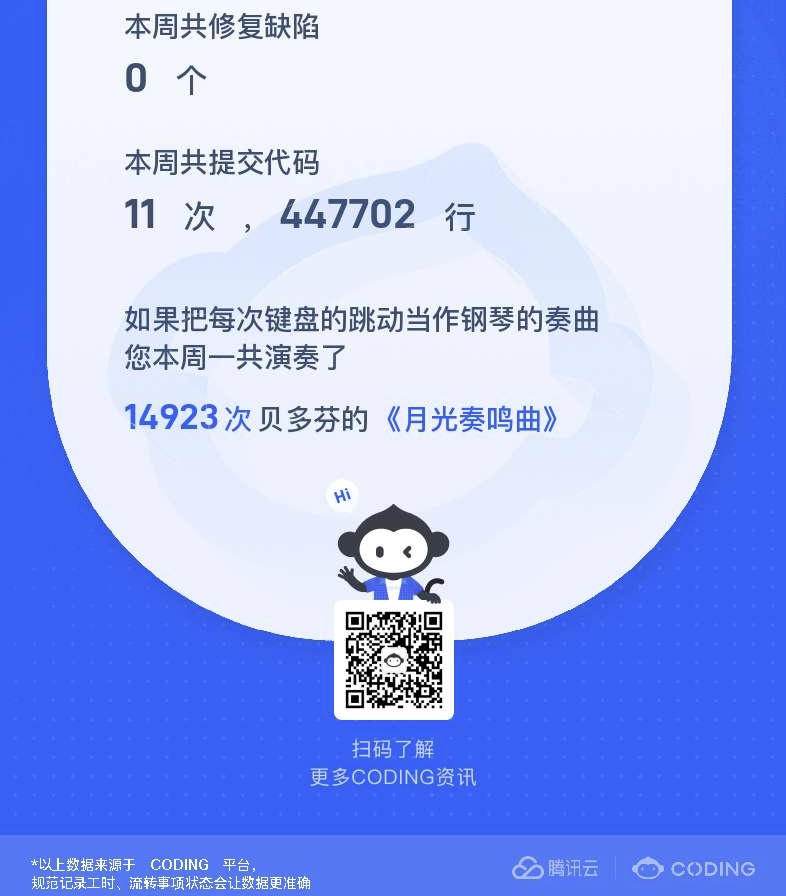 本周共修复缺陷
0 个
本周共提交代码
11 次 ，447702 行
如果把每次键盘的跳动当作钢琴的奏曲
您本周一共演奏了
14923次 贝多芬的《月光奏鸣曲》
Hi
扫码了解
更多CODING资讯
*以上数据来源于 CODING 平台，
规范记录工时、流转事项状态会让数据更准确
腾讯云 CODING